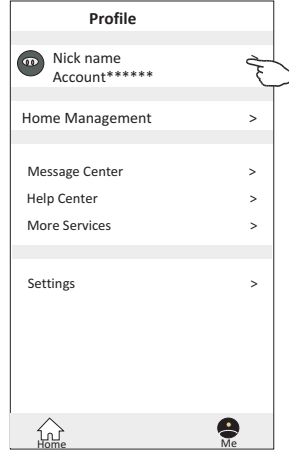 Profile
Nick name
Account******
Home Management >
Message Center >
Help Center >
More Services >
Settings >
Home Me